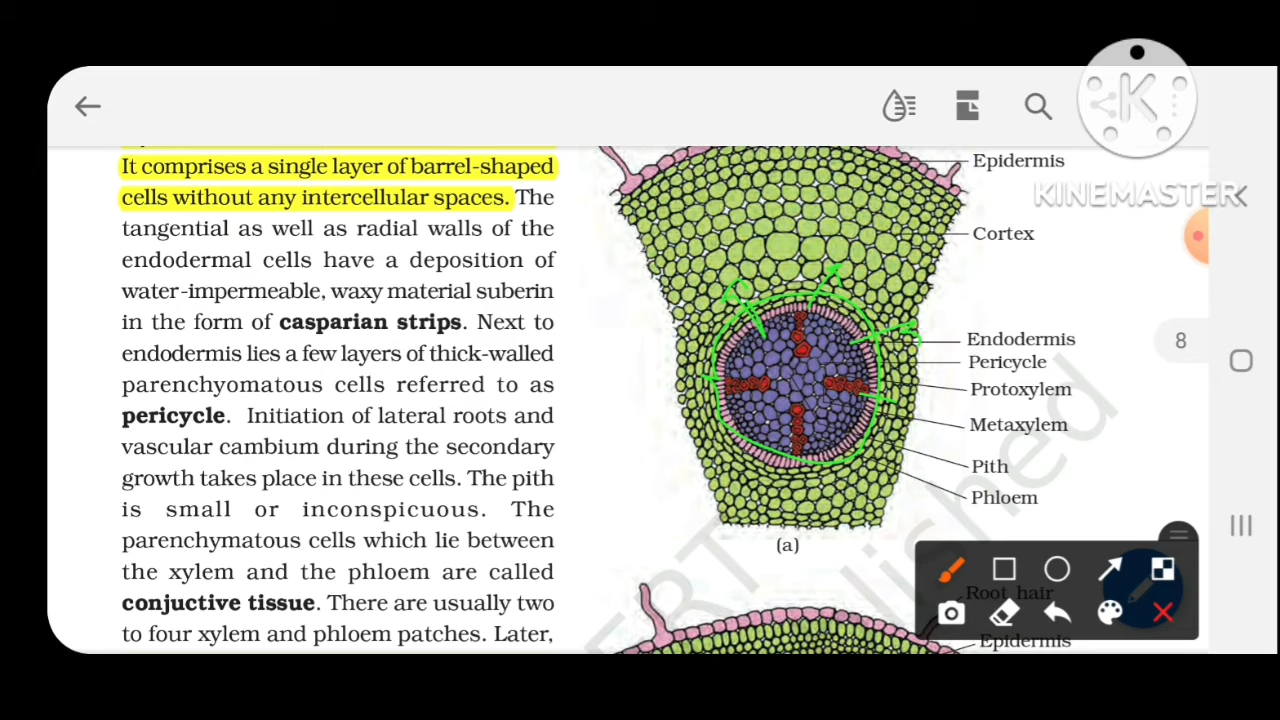 KINEMASTER
It comprises a single layer of barrel-shaped
cells without any intercellular spaces. The
tangential as well as radial walls of the
endodermal cells have a deposition of
water-impermeable, waxy material suberin
in the form of casparian strips. Next to
endodermis lies a few layers of thick-walled
parenchyomatous cells referred to as
pericycle. Initiation of lateral roots and
vascular cambium during the secondary
growth takes place in these cells. The pith
is small or inconspicuous. The
parenchymatous cells which lie between
the xylem and the phloem are called
conjuctive tissue. There are usually two
to four xylem and phloem patches. Later,
Epidermis
Cortex
Endodermis
Pericycle
Protoxylem
Metaxylem
Pith
Phloem
(a)
Root hair
Epidermis
8